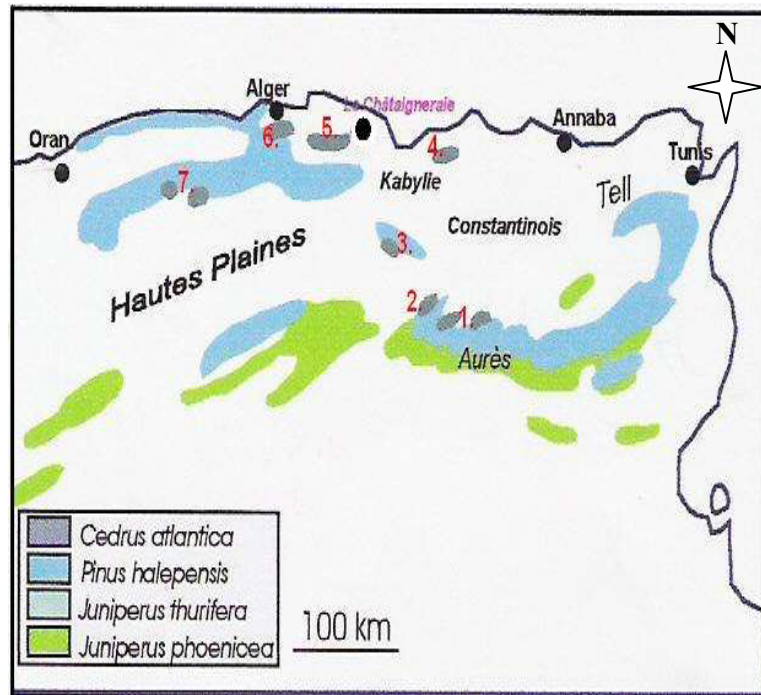 N
Alger
La Châtaigneraie
Oran
Annaba
Tunis
6.
5.
4.
7.
Kabylie
Tell
Constantinois
3.
Hautes Plaines
2.
1.
Aurès
Cedrus atlantica
Pinus halepensis
Juniperus thurifera
Juniperus phoenicea
100 km